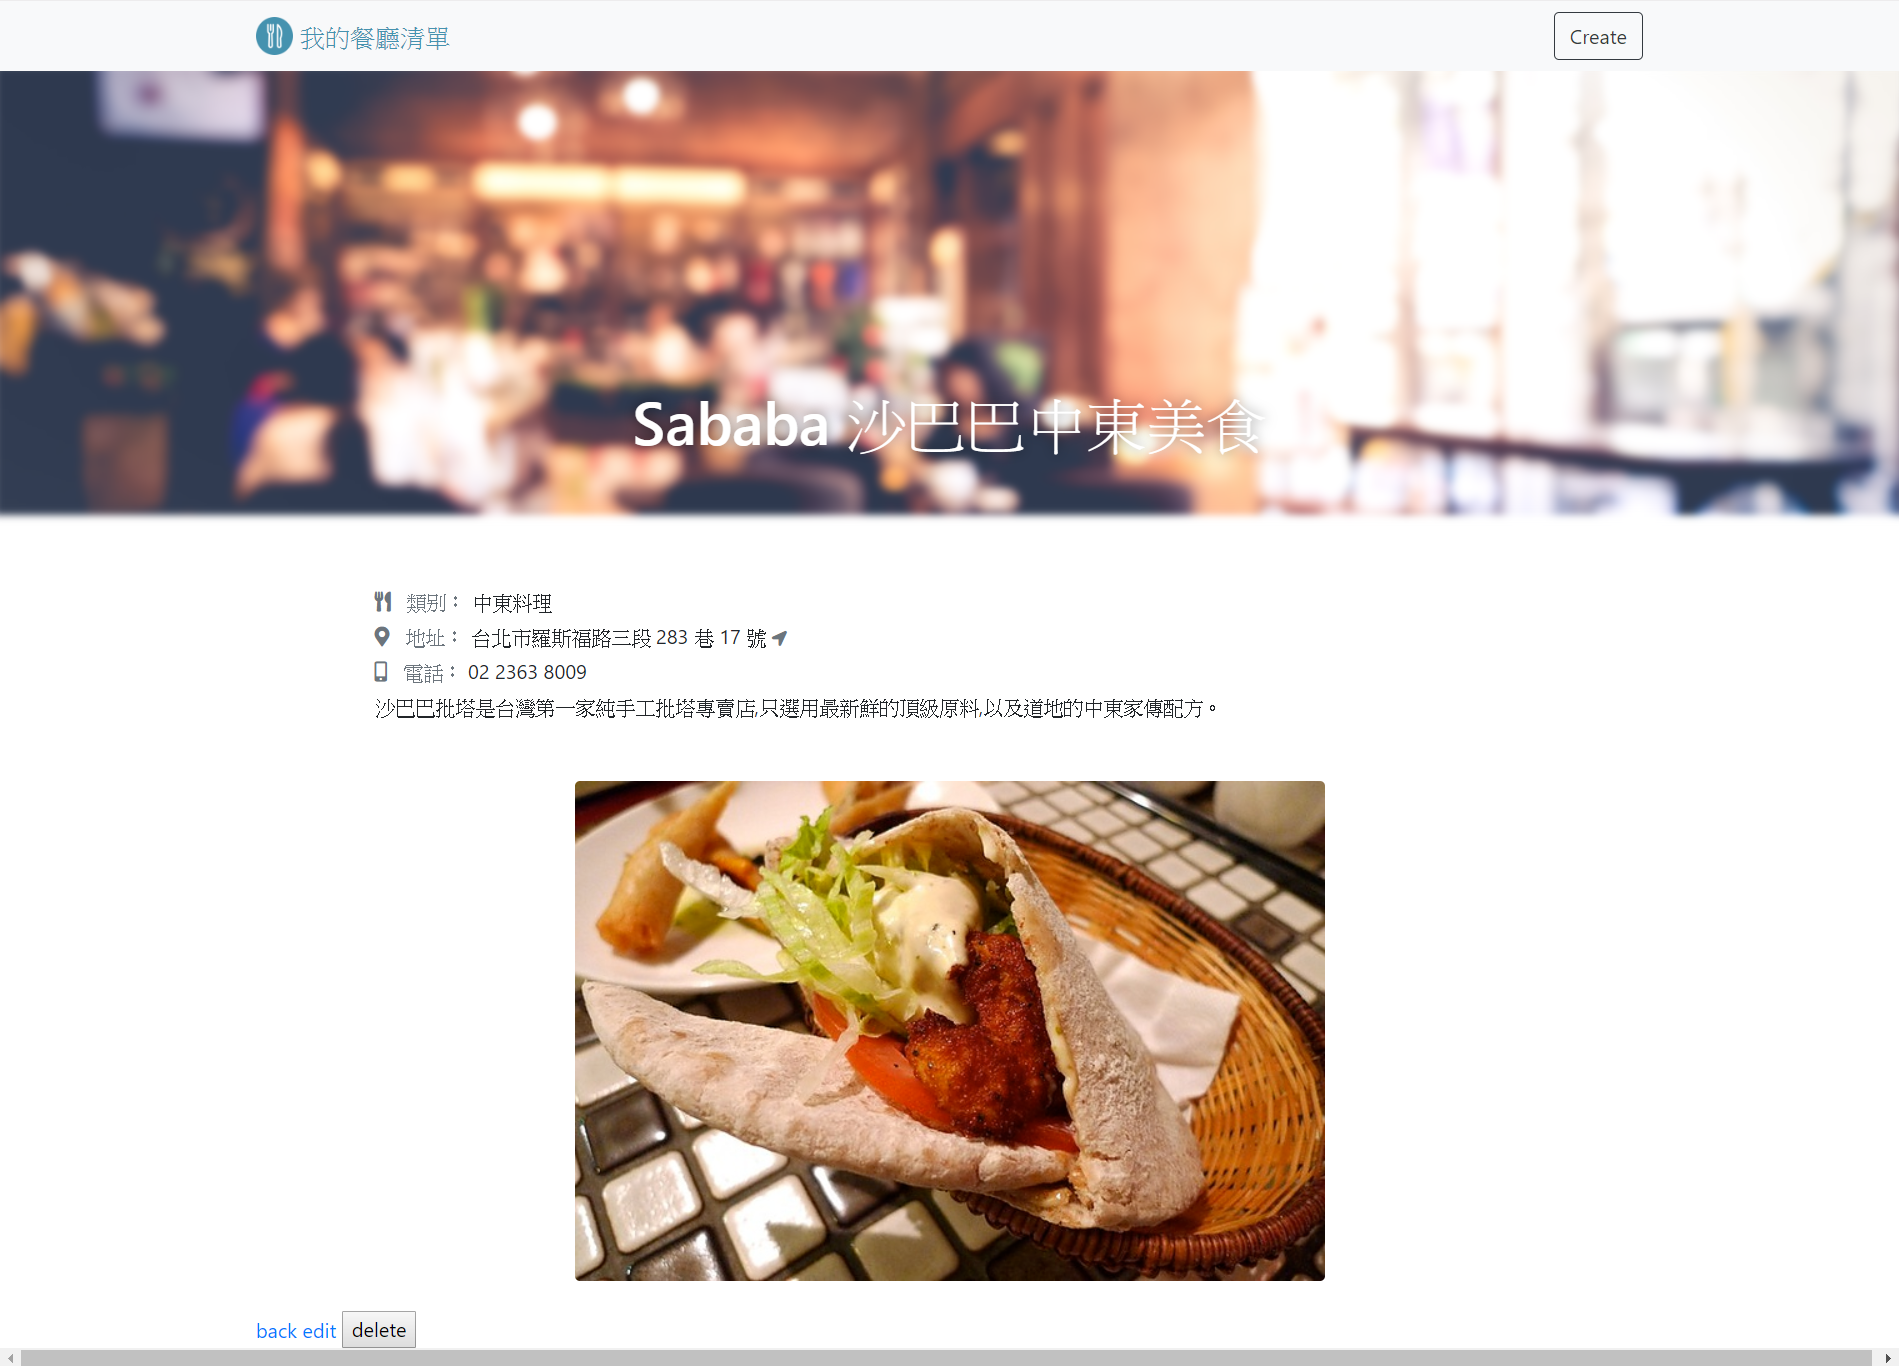 我的餐廳清單
Create
Sababa 沙巴巴中東美食
類别： 中東料理
地址： 台北市羅斯福路三段 283 巷 17 號
電話： 02 2363 8009
沙巴巴批塔是台灣第一家純手工批塔專賣店,只選用最新鮮的頂級原料,以及道地的中東家傳配方。
back edit delete